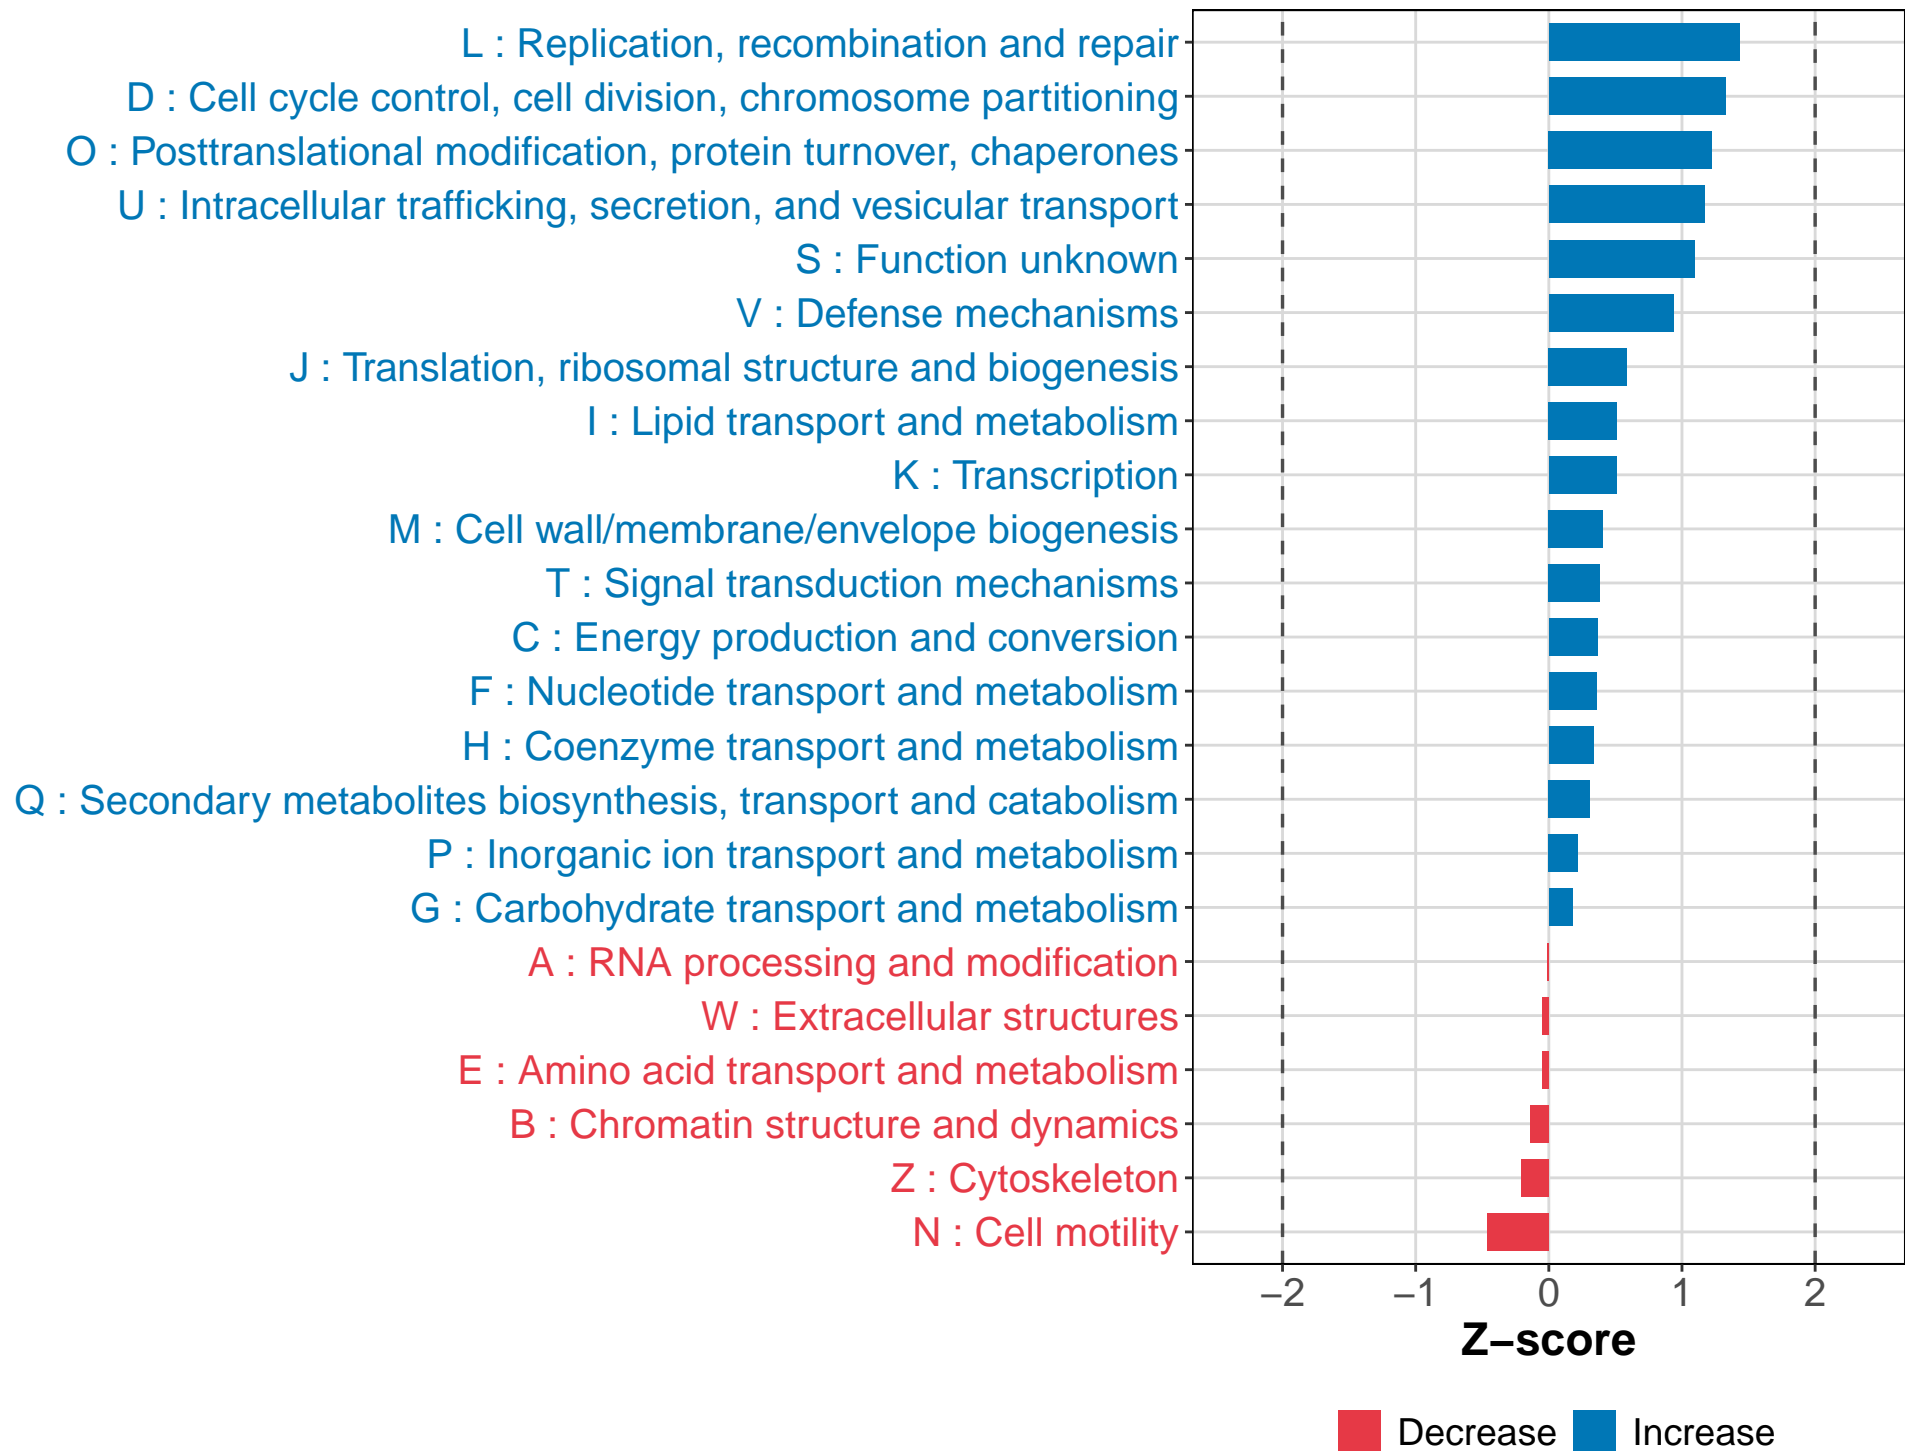 L : Replication, recombination and repair
D : Cell cycle control, cell division, chromosome partitioning
O : Posttranslational modification, protein turnover, chaperones
U : Intracellular trafficking, secretion, and vesicular transport
S : Function unknown
V : Defense mechanisms
J : Translation, ribosomal structure and biogenesis
I : Lipid transport and metabolism
K : Transcription
M : Cell wall/membrane/envelope biogenesis
T : Signal transduction mechanisms
C : Energy production and conversion
F : Nucleotide transport and metabolism
H : Coenzyme transport and metabolism
Q : Secondary metabolites biosynthesis, transport and catabolism
P : Inorganic ion transport and metabolism
G : Carbohydrate transport and metabolism
A : RNA processing and modification
W : Extracellular structures
E : Amino acid transport and metabolism
B : Chromatin structure and dynamics
Z : Cytoskeleton
N : Cell motility
−2 −1 0 1 2
Z−score
Decrease Increase